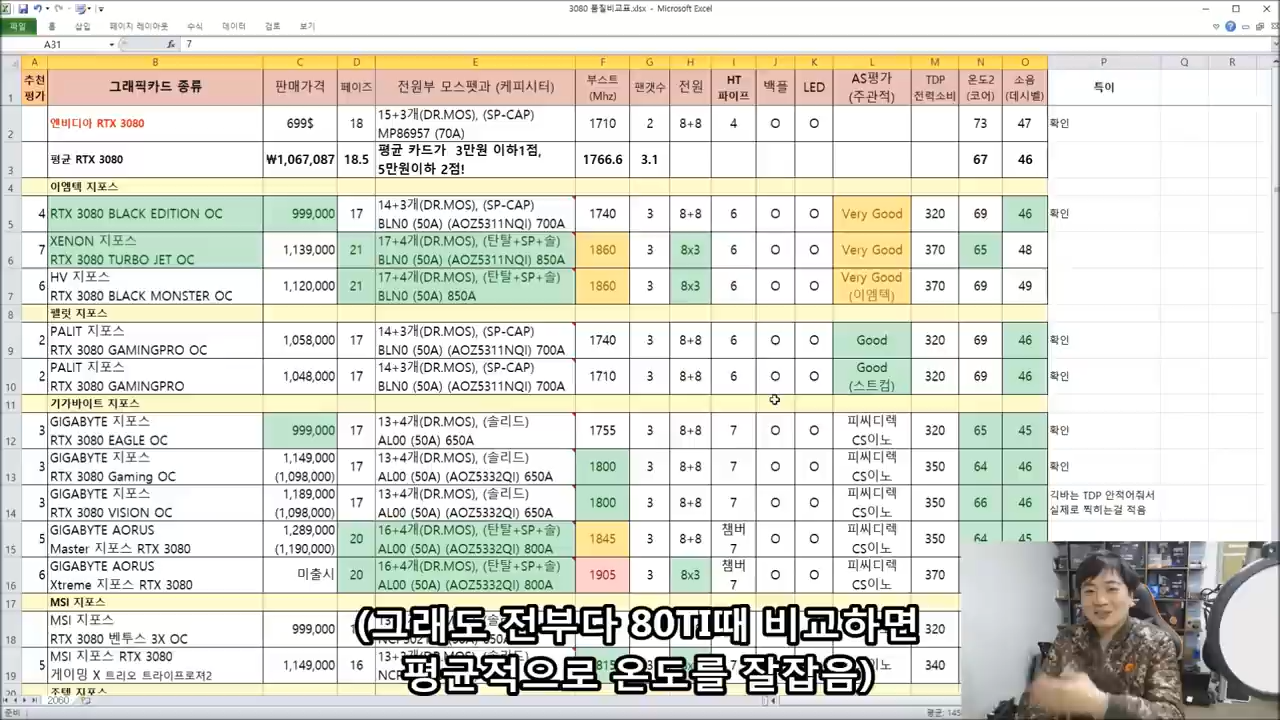 3080 품질비교표.xlsx - Microsoft Excel
파일 홈 삽입 페이지 레이아웃 수식 데이터 검토 보기
A31 fx 7
A B C D E F G H I J K L M N O P Q R
1 추천평가 그래픽카드 종류 판매가격 페이즈 전원부 모스펫과 (케피시터) 부스트 (Mhz) 팬갯수 전원 HT 파이프 백플 LED AS평가 (주관적) TDP 전력소비 온도2 (코어) 소음 (데시벨) 특이
2 엔비디아 RTX 3080 699$ 18 15+3개(DR.MOS), (SP-CAP) MP86957 (70A) 1710 2 8+8 4 O O 73 47 확인
3 평균 RTX 3080 ₩1,067,087 18.5 평균 카드가 3만원 이하1점, 5만원이하 2점! 1766.6 3.1 67 46
4 이엠텍 지포스
5 4 RTX 3080 BLACK EDITION OC 999,000 17 14+3개(DR.MOS), (SP-CAP) BLN0 (50A) (AOZ5311NQI) 700A 1740 3 8+8 6 O O Very Good 320 69 46 확인
6 7 XENON 지포스 RTX 3080 TURBO JET OC 1,139,000 21 17+4개(DR.MOS), (탄탈+SP+솔) BLN0 (50A) (AOZ5311NQI) 850A 1860 3 8x3 6 O O Very Good 370 65 48
7 6 HV 지포스 RTX 3080 BLACK MONSTER OC 1,120,000 21 17+4개(DR.MOS), (탄탈+SP+솔) BLN0 (50A) 850A 1860 3 8x3 6 O O Very Good (이엠텍) 370 69 49
8 펠릿 지포스
9 2 PALIT 지포스 RTX 3080 GAMINGPRO OC 1,058,000 17 14+3개(DR.MOS), (SP-CAP) BLN0 (50A) (AOZ5311NQI) 700A 1740 3 8+8 6 O O Good 320 69 46 확인
10 2 PALIT 지포스 RTX 3080 GAMINGPRO 1,048,000 17 14+3개(DR.MOS), (SP-CAP) BLN0 (50A) (AOZ5311NQI) 700A 1710 3 8+8 6 O O Good (스트컴) 320 69 46 확인
11 기가바이트 지포스
12 3 GIGABYTE 지포스 RTX 3080 EAGLE OC 999,000 17 13+4개(DR.MOS), (솔리드) AL00 (50A) 650A 1755 3 8+8 7 O O 피씨디렉 CS이노 320 65 45 확인
13 3 GIGABYTE 지포스 RTX 3080 Gaming OC 1,149,000 (1,098,000) 17 13+4개(DR.MOS), (솔리드) AL00 (50A) (AOZ5332QI) 650A 1800 3 8+8 7 O O 피씨디렉 CS이노 350 64 46 확인
14 3 GIGABYTE 지포스 RTX 3080 VISION OC 1,189,000 (1,098,000) 17 13+4개(DR.MOS), (솔리드) AL00 (50A) (AOZ5332QI) 650A 1800 3 8+8 7 O O 피씨디렉 CS이노 350 66 46 긱바는 TDP 안적어줘서 실제로 찍히는걸 적음
15 5 GIGABYTE AORUS Master 지포스 RTX 3080 1,289,000 (1,190,000) 20 16+4개(DR.MOS), (탄탈+SP+솔) AL00 (50A) (AOZ5332QI) 800A 1845 3 8+8 챔버 7 O O 피씨디렉 CS이노 350 64 45
16 6 GIGABYTE AORUS Xtreme 지포스 RTX 3080 미출시 20 16+4개(DR.MOS), (탄탈+SP+솔) AL00 (50A) (AOZ5332QI) 800A 1905 3 8x3 챔버 7 O O 피씨디렉 CS이노 370
17 MSI 지포스
18 MSI 지포스 RTX 3080 벤투스 3X OC 999,000 320
19 5 MSI 지포스 RTX 3080 게이밍 X 트리오 트라이프로져2 1,149,000 16 340
20 조텍 지포스
(그래도 전부다 80TI때 비교하면
평균적으로 온도를 잘잡음)
2060
준비